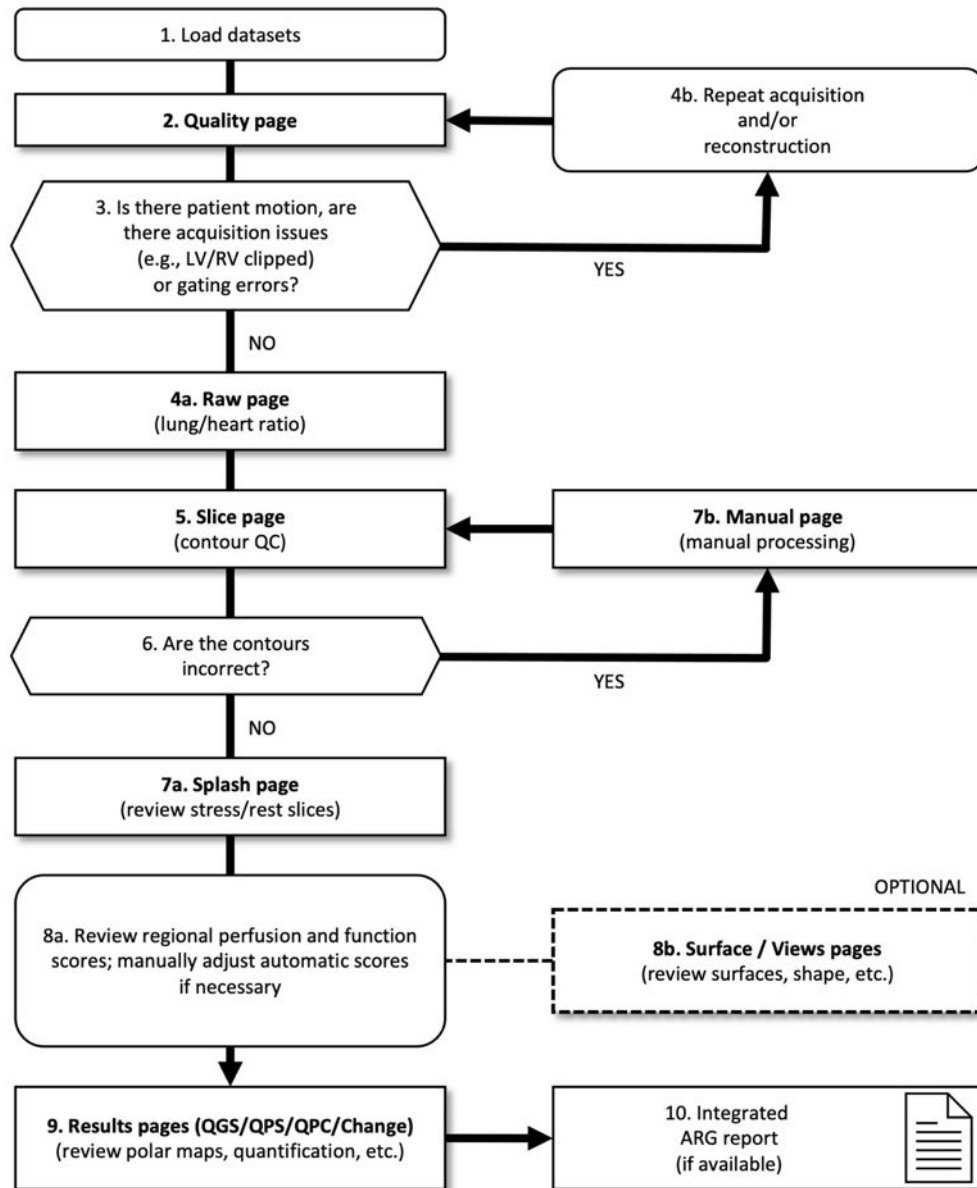 1. Load datasets
2. Quality page
4b. Repeat acquisition
and/or
reconstruction
3. Is there patient motion, are
there acquisition issues
(e.g., LV/RV clipped)
or gating errors?
YES
NO
4a. Raw page
(lung/heart ratio)
5. Slice page
(contour QC)
7b. Manual page
(manual processing)
6. Are the contours
incorrect?
YES
NO
7a. Splash page
(review stress/rest slices)
OPTIONAL
8a. Review regional perfusion and function
scores; manually adjust automatic scores
if necessary
8b. Surface / Views pages
(review surfaces, shape, etc.)
9. Results pages (QGS/QPS/QPC/Change)
(review polar maps, quantification, etc.)
10. Integrated
ARG report
(if available)